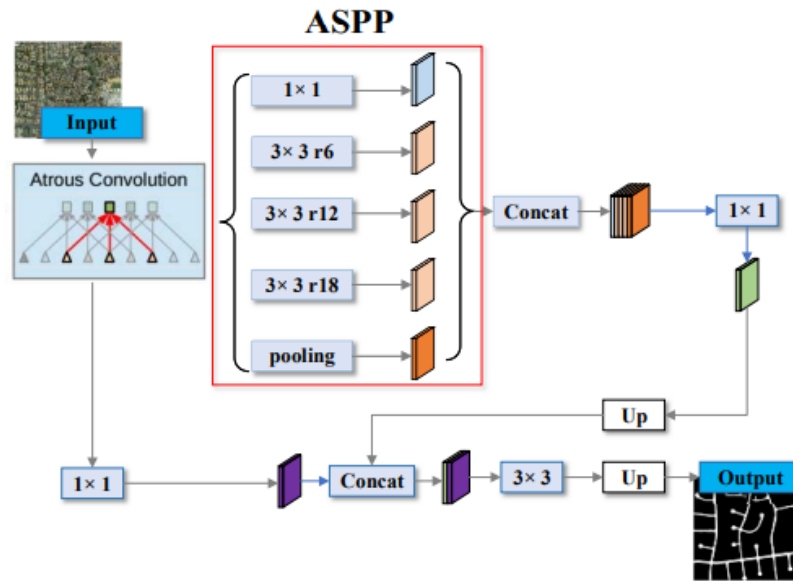 ASPP
Input
Atrous Convolution
1× 1
3× 3 r6
3× 3 r12
3× 3 r18
pooling
Concat
1× 1
Up
1× 1
Concat
3× 3
Up
Output